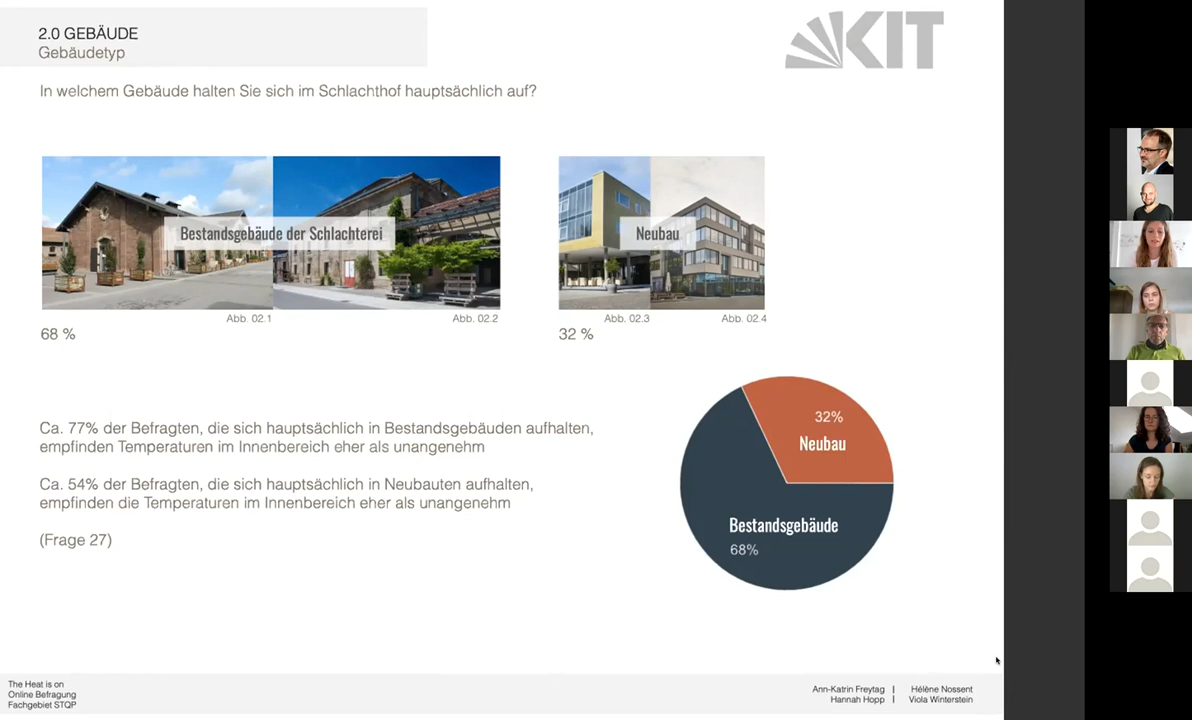 2.0 GEBÄUDE
Gebäudetyp
KIT
In welchem Gebäude halten Sie sich im Schlachthof hauptsächlich auf?
Bestandsgebäude der Schlachterei
Neubau
Abb. 02.1
Abb. 02.2
Abb. 02.3
Abb. 02.4
68 %
32 %
Ca. 77% der Befragten, die sich hauptsächlich in Bestandsgebäuden aufhalten,
empfinden Temperaturen im Innenbereich eher als unangenehm
Ca. 54% der Befragten, die sich hauptsächlich in Neubauten aufhalten,
empfinden die Temperaturen im Innenbereich eher als unangenehm
(Frage 27)
32%
Neubau
Bestandsgebäude
68%
The Heat is on
Online Befragung
Fachgebiet STQP
Ann-Katrin Freytag | Hélène Nossent
Hannah Hopp | Viola Winterstein